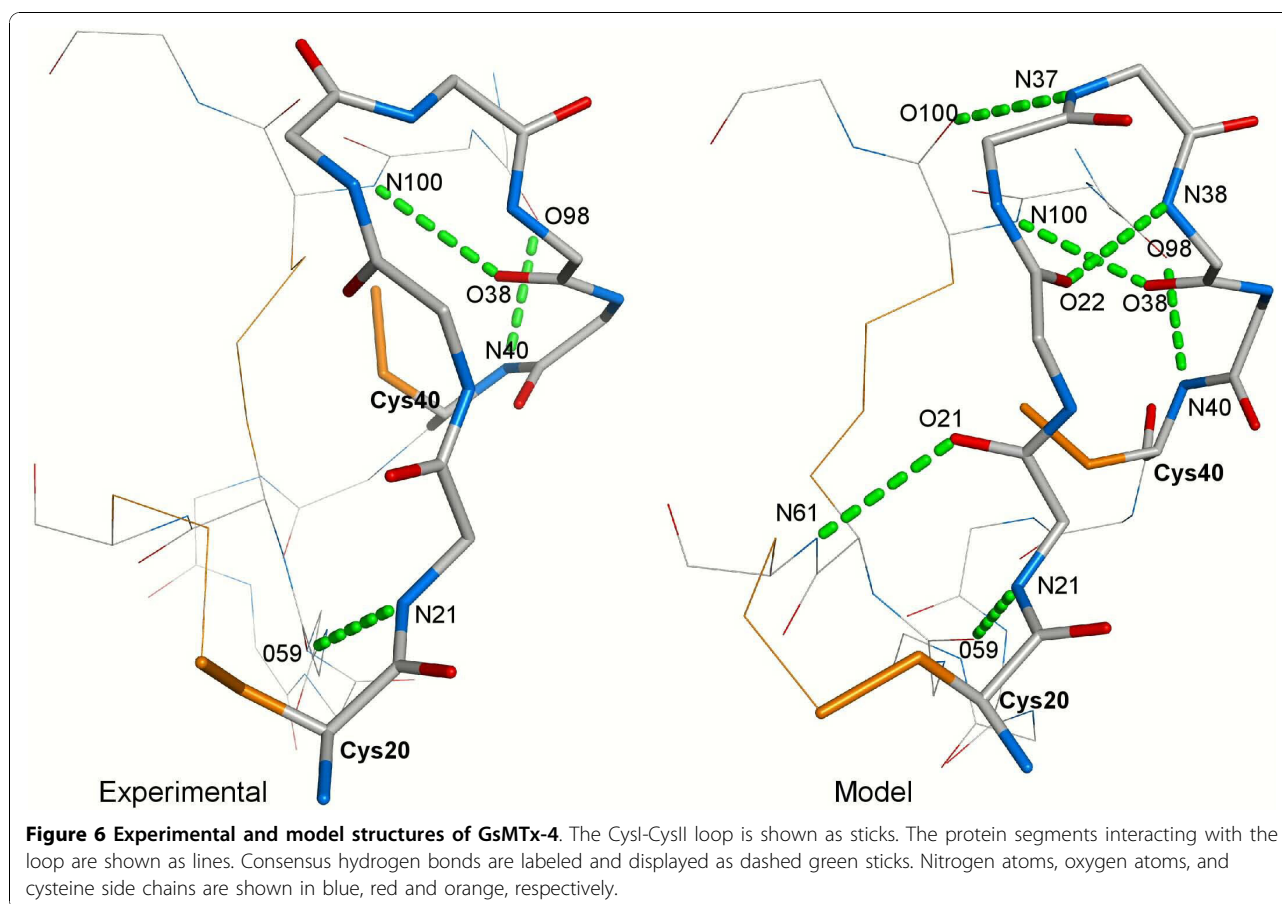 N37
O100
N100
O98
N38
N100
O98
O38
O22
O38
N40
Cys40
N40
O21
Cys40
N61
N21
N21
059
059
Cys20
Cys20
Experimental
Model
Figure 6 Experimental and model structures of GsMTx-4. The CysI-CysII loop is shown as sticks. The protein segments interacting with the
loop are shown as lines. Consensus hydrogen bonds are labeled and displayed as dashed green sticks. Nitrogen atoms, oxygen atoms, and
cysteine side chains are shown in blue, red and orange, respectively.